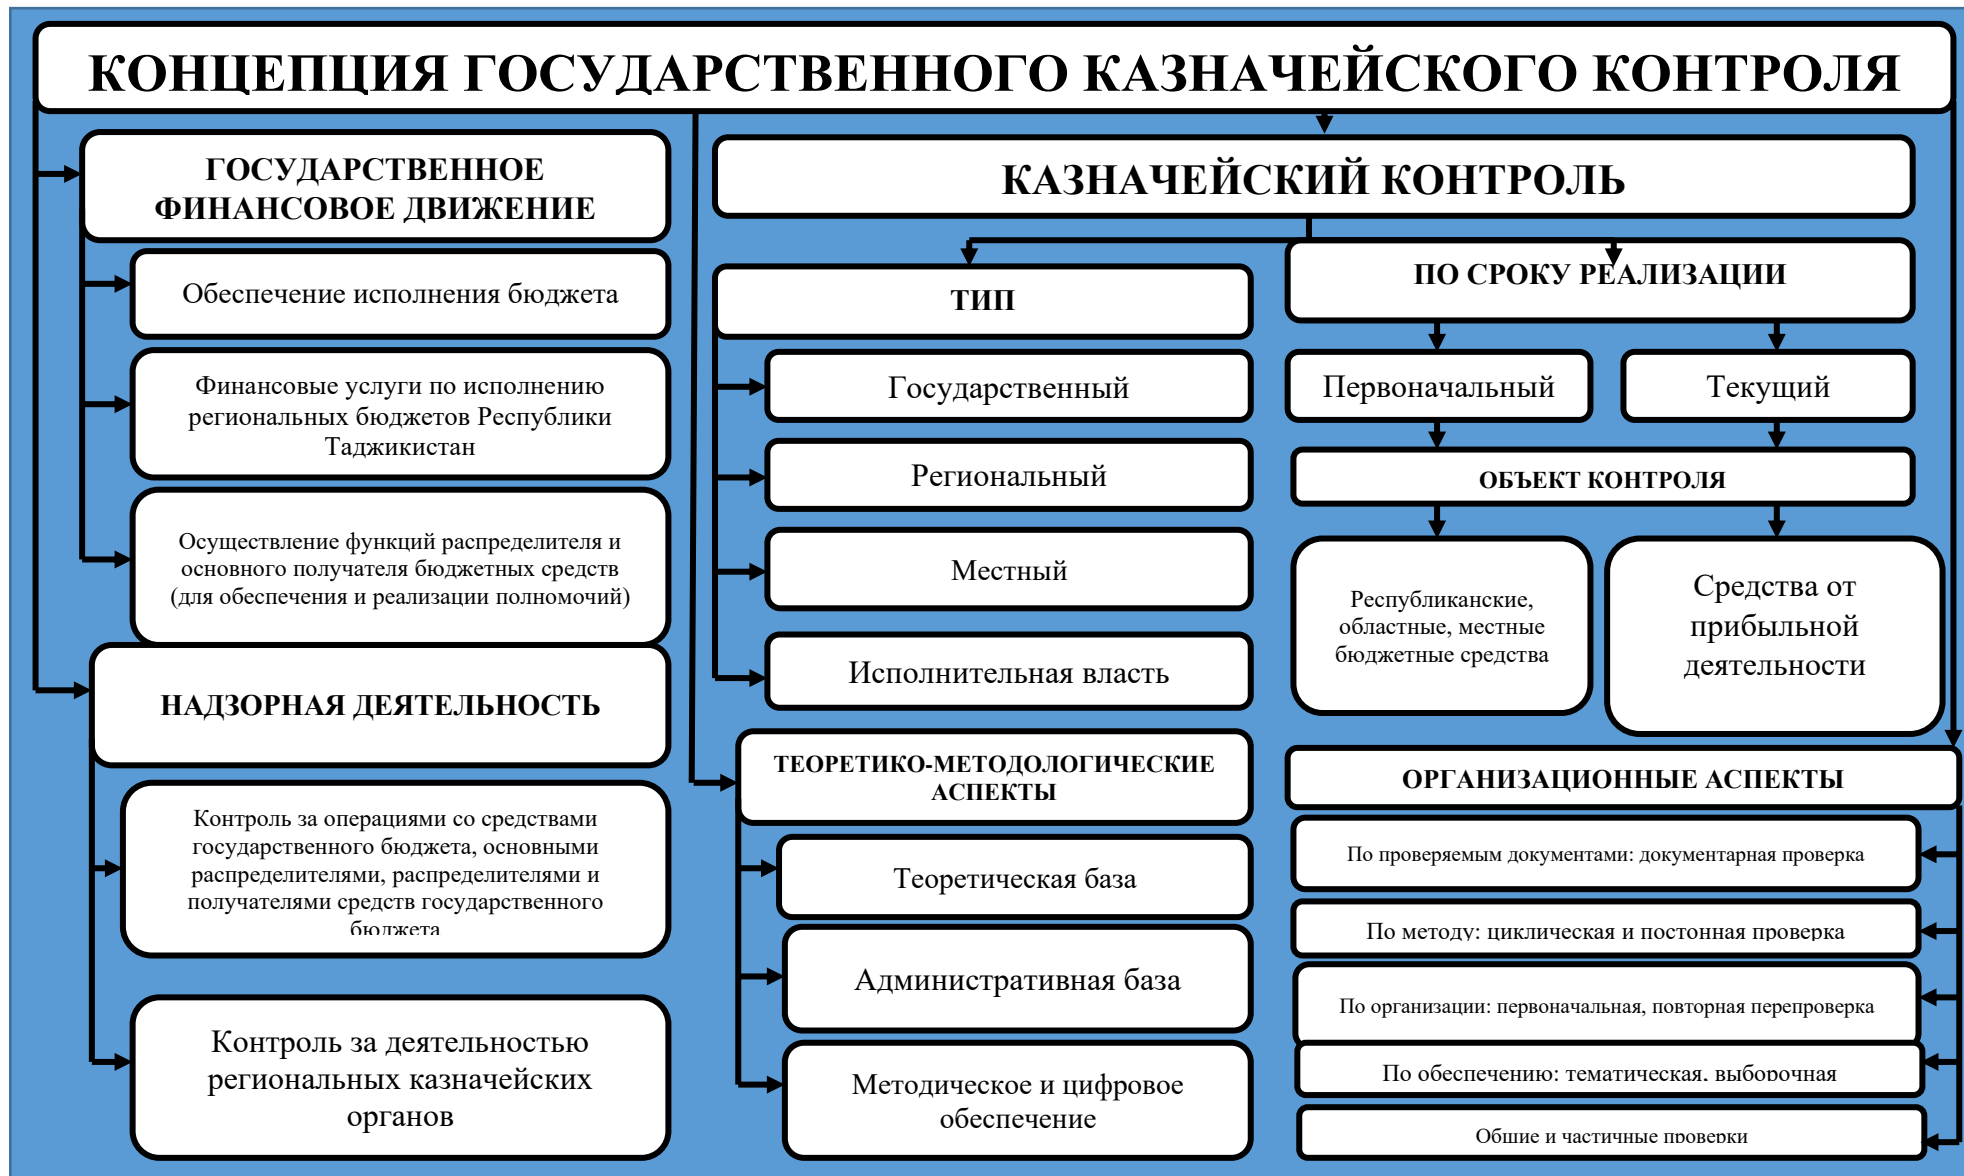 КОНЦЕПЦИЯ ГОСУДАРСТВЕННОГО КАЗНАЧЕЙСКОГО КОНТРОЛЯ
ГОСУДАРСТВЕННОЕ
ФИНАНСОВОЕ ДВИЖЕНИЕ
Обеспечение исполнения бюджета
Финансовые услуги по исполнению
региональных бюджетов Республики
Таджикистан
Осуществление функций распределителя и
основного получателя бюджетных средств
(для обеспечения и реализации полномочий)
НАДЗОРНАЯ ДЕЯТЕЛЬНОСТЬ
Контроль за операциями со средствами
государственного бюджета, основными
распределителями, распределителями и
получателями средств государственного
бюджета
Контроль за деятельностью
региональных казначейских
органов
КАЗНАЧЕЙСКИЙ КОНТРОЛЬ
ТИП
Государственный
Региональный
Местный
Исполнительная власть
ПО СРОКУ РЕАЛИЗАЦИИ
Первоначальный
Текущий
ОБЪЕКТ КОНТРОЛЯ
Республиканские,
областные, местные
бюджетные средства
Средства от
прибыльной
деятельности
ТЕОРЕТИКО-МЕТОДОЛОГИЧЕСКИЕ
АСПЕКТЫ
Теоретическая база
Административная база
Методическое и цифровое
обеспечение
ОРГАНИЗАЦИОННЫЕ АСПЕКТЫ
По проверяемым документами: документарная проверка
По методу: циклическая и постонная проверка
По организации: первоначальная, повторная перепроверка
По обеспечению: тематическая, выборочная
Общие и частичные проверки